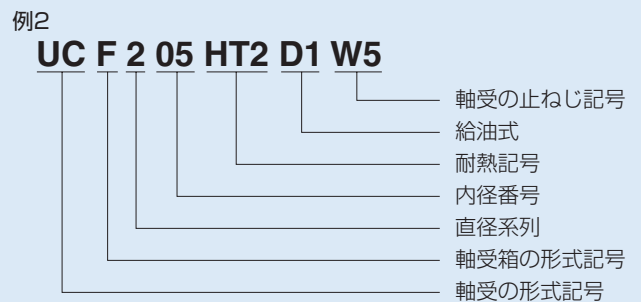 例2
UC F 2 05 HT2 D1 W5
軸受の止ねじ記号
給油式
耐熱記号
内径番号
直径系列
軸受箱の形式記号
軸受の形式記号